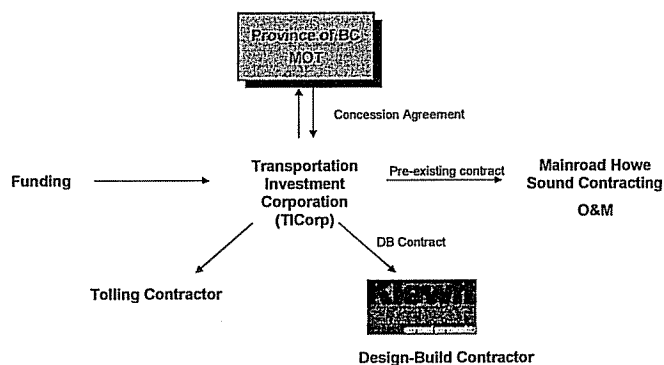 Province of BC
MOT
Concession Agreement
Funding
Transportation
Investment
Corporation
(TICorp)
Pre-existing contract
Mainroad Howe
Sound Contracting
O&M
DB Contract
Tolling Contractor
Design-Build Contractor